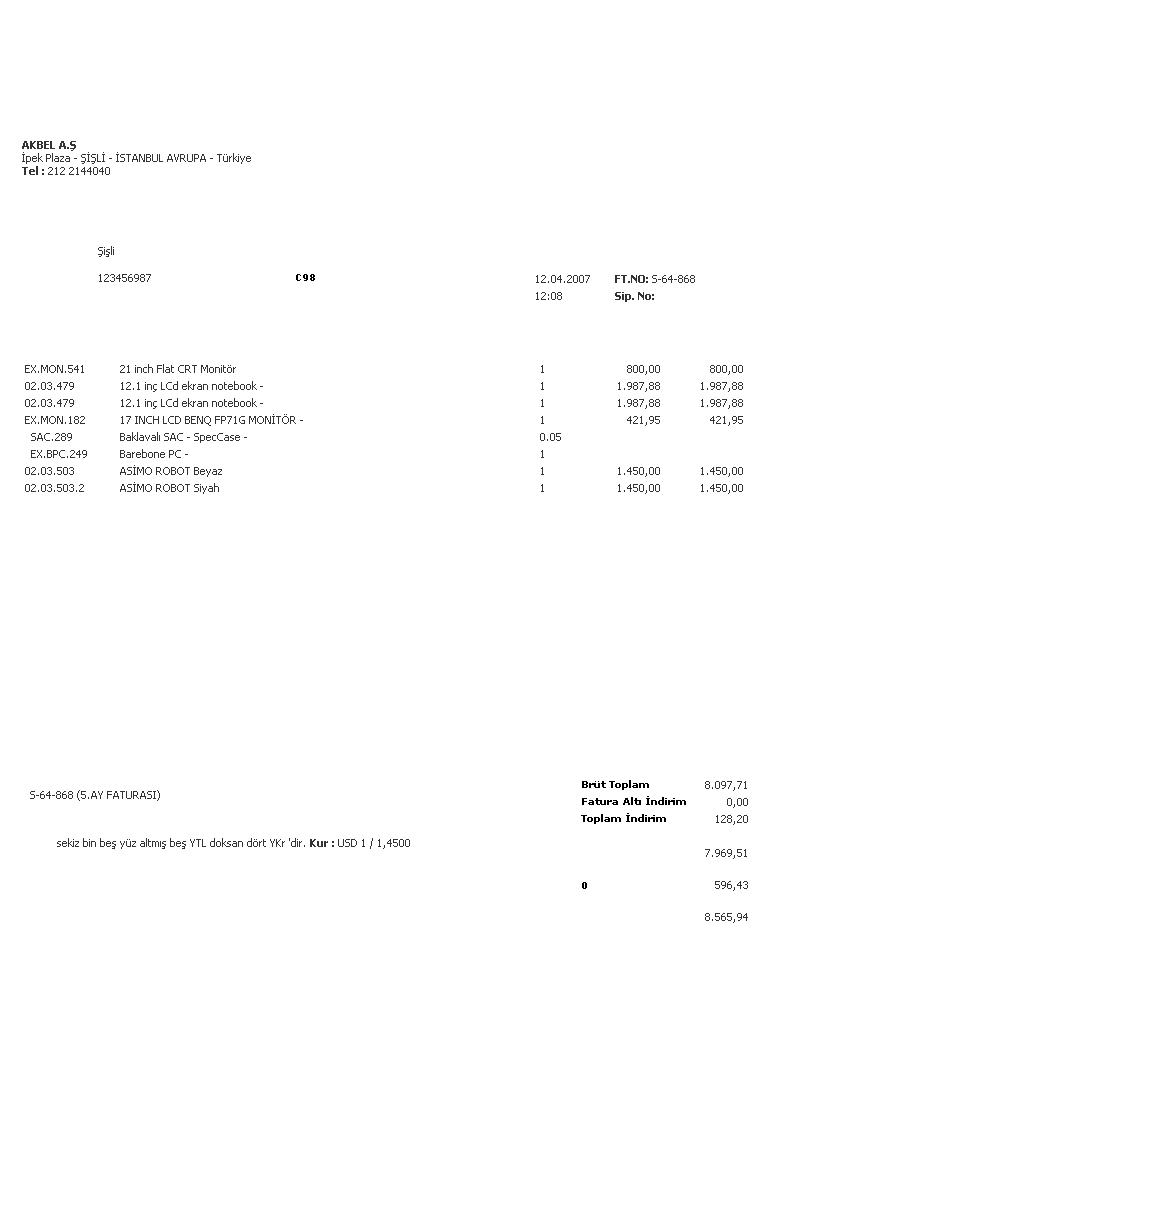 AKBEL A.Ş
İpek Plaza - ŞİŞLİ - İSTANBUL AVRUPA - Türkiye
Tel : 212 2144040
Şişli
123456987 C98 12.04.2007 FT.NO: S-64-868
12:08 Sip. No:
EX.MON.541 21 inch Flat CRT Monitör 1 800,00 800,00
02.03.479 12.1 inç LCd ekran notebook - 1 1.987,88 1.987,88
02.03.479 12.1 inç LCd ekran notebook - 1 1.987,88 1.987,88
EX.MON.182 17 INCH LCD BENQ FP71G MONİTÖR - 1 421,95 421,95
SAC.289 Baklavalı SAC - SpecCase - 0.05
EX.BPC.249 Barebone PC - 1
02.03.503 ASİMO ROBOT Beyaz 1 1.450,00 1.450,00
02.03.503.2 ASİMO ROBOT Siyah 1 1.450,00 1.450,00
Brüt Toplam 8.097,71
S-64-868 (5.AY FATURASI)
Fatura Altı İndirim 0,00
Toplam İndirim 128,20
sekiz bin beş yüz altmış beş YTL doksan dört YKr 'dir. Kur : USD 1 / 1,4500
7.969,51
0 596,43
8.565,94